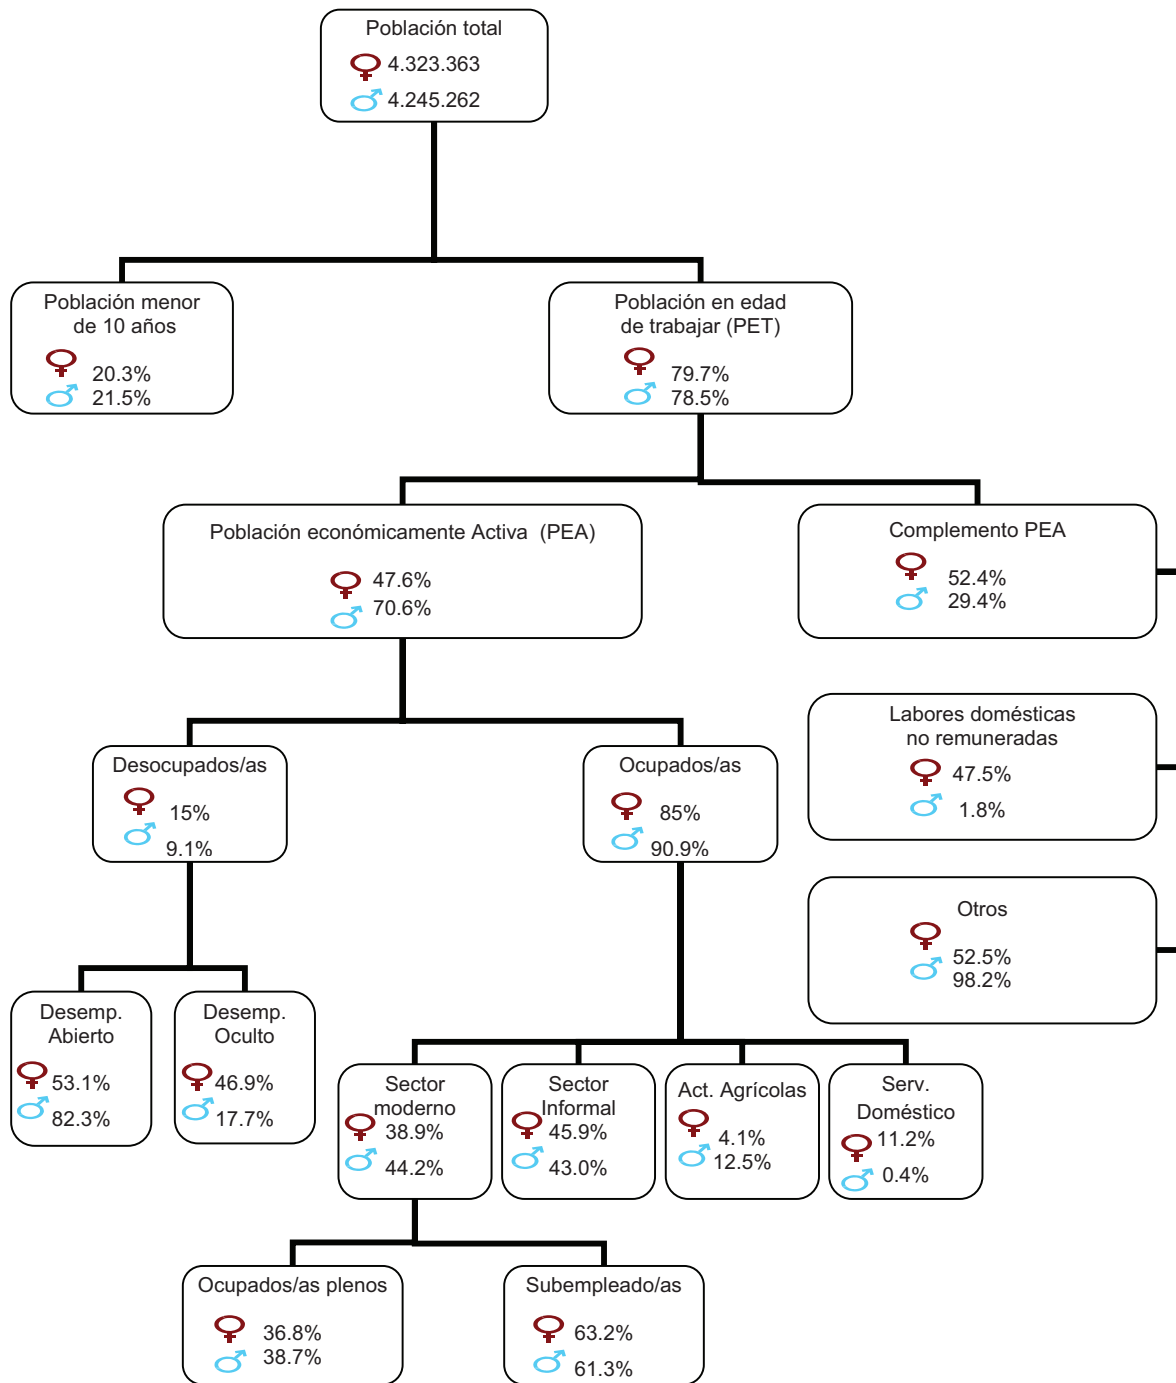 Población total
4.323.363
4.245.262
Población menor
de 10 años
20.3%
21.5%
Población en edad
de trabajar (PET)
79.7%
78.5%
Población económicamente Activa (PEA)
47.6%
70.6%
Complemento PEA
52.4%
29.4%
Labores domésticas
no remuneradas
47.5%
1.8%
Desocupados/as
15%
9.1%
Ocupados/as
85%
90.9%
Otros
52.5%
98.2%
Desemp.
Abierto
53.1%
82.3%
Desemp.
Oculto
46.9%
17.7%
Sector
moderno
38.9%
44.2%
Sector
Informal
45.9%
43.0%
Act. Agrícolas
4.1%
12.5%
Serv.
Doméstico
11.2%
0.4%
Ocupados/as plenos
36.8%
38.7%
Subempleado/as
63.2%
61.3%